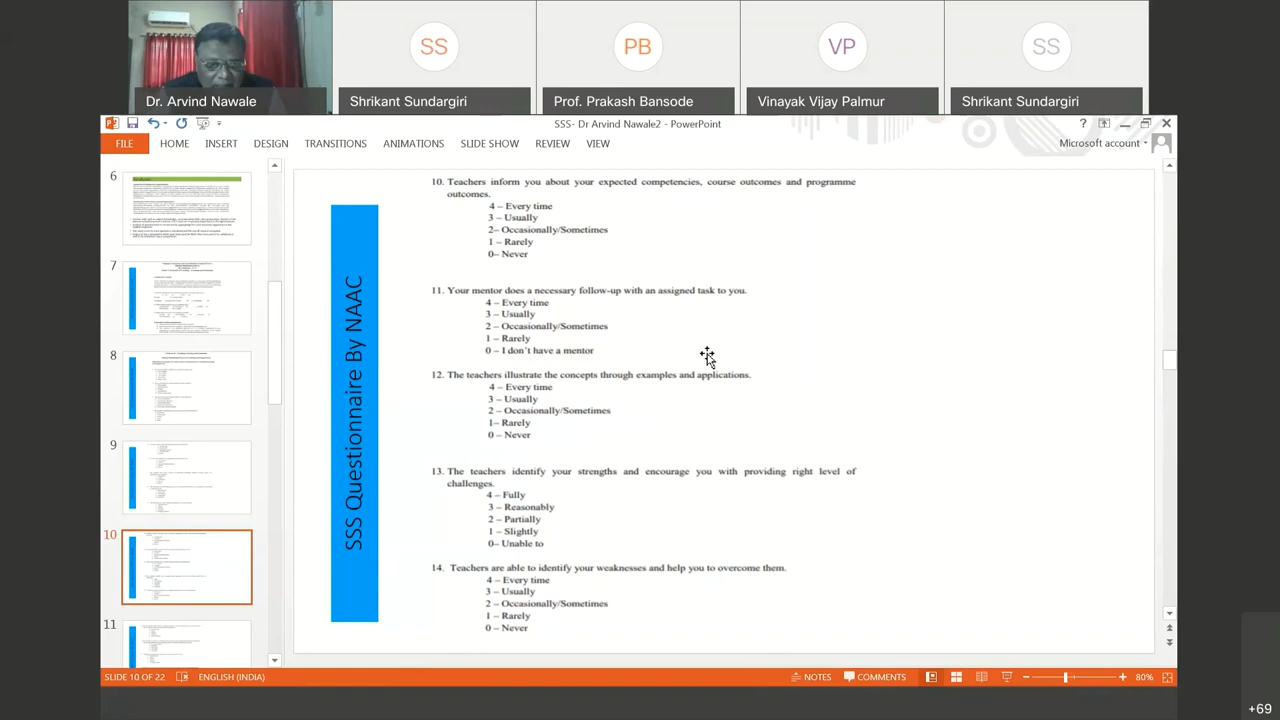 SS
PB
VP
SS
Dr. Arvind Nawale
Shrikant Sundargiri
Prof. Prakash Bansode
Vinayak Vijay Palmur
Shrikant Sundargiri
SSS- Dr Arvind Nawale2 - PowerPoint
?
FILE HOME INSERT DESIGN TRANSITIONS ANIMATIONS SLIDE SHOW REVIEW VIEW
Microsoft account
6
7
8
9
10
11
SSS Questionnaire By NAAC
10. Teachers inform you about your expected competencies, course outcomes and programme
outcomes.
4 – Every time
3 – Usually
2– Occasionally/Sometimes
1 – Rarely
0– Never
11. Your mentor does a necessary follow-up with an assigned task to you.
4 – Every time
3 – Usually
2 – Occasionally/Sometimes
1 – Rarely
0 – I don't have a mentor
12. The teachers illustrate the concepts through examples and applications.
4 – Every time
3 – Usually
2 – Occasionally/Sometimes
1– Rarely
0 – Never
13. The teachers identify your strengths and encourage you with providing right level of
challenges.
4 – Fully
3 – Reasonably
2 – Partially
1 – Slightly
0– Unable to
14. Teachers are able to identify your weaknesses and help you to overcome them.
4 – Every time
3 – Usually
2 – Occasionally/Sometimes
1 – Rarely
0 – Never
SLIDE 10 OF 22
ENGLISH (INDIA)
NOTES
COMMENTS
80%
+69